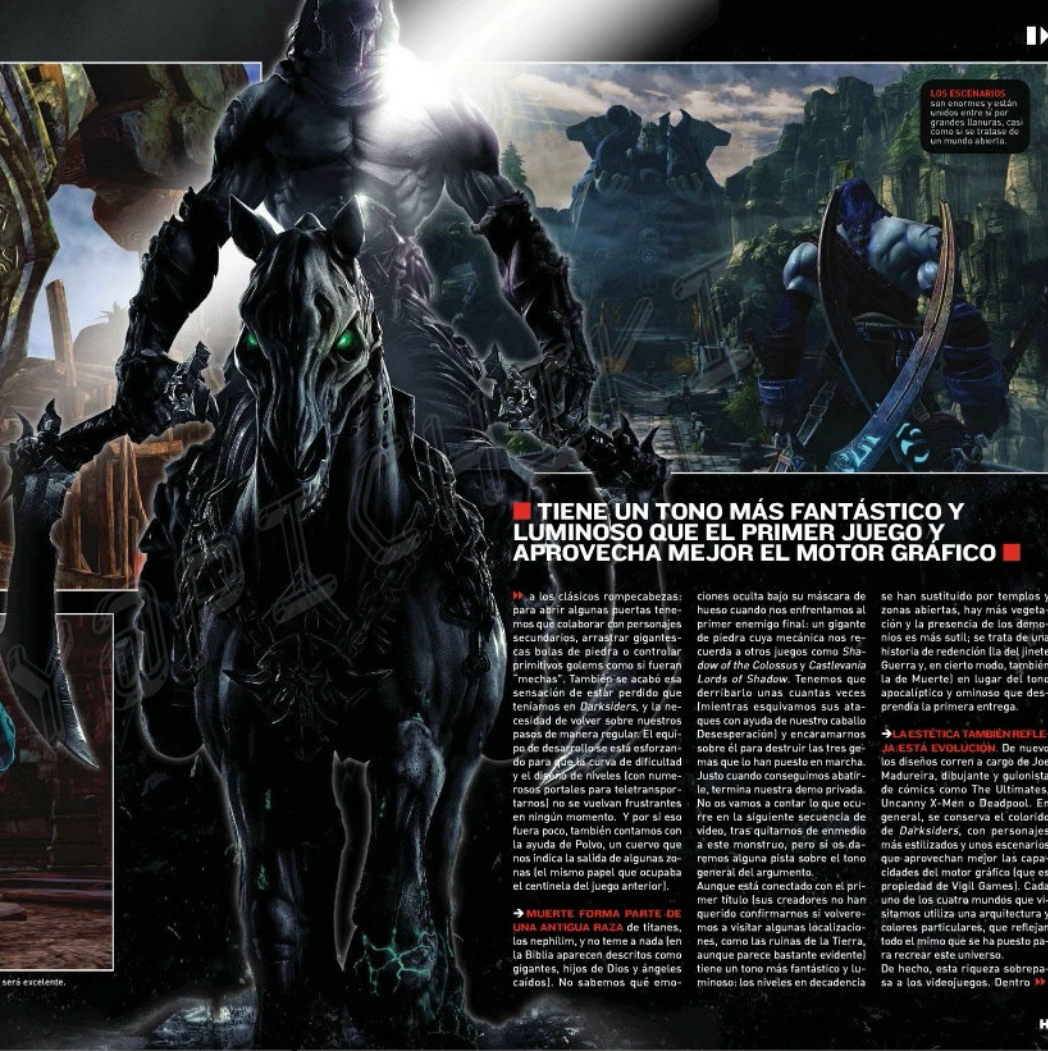 LOS ESCENARIOS
son enormes y están
unidos entre sí por
grandes llanuras, casi
como si se tratase de
un mundo abierto.
TIENE UN TONO MÁS FANTÁSTICO Y
LUMINOSO QUE EL PRIMER JUEGO Y
APROVECHA MEJOR EL MOTOR GRÁFICO
a los clásicos rompecabezas:
para abrir algunas puertas tene-
mos que colaborar con personajes
secundarios, arrastrar gigantes-
cas bolas de piedra o controlar
primitivos golems como si fueran
"mechas". También se acabó esa
sensación de estar perdido que
teníamos en Darksiders, y la ne-
cesidad de volver sobre nuestros
pasos de manera regular. El equi-
po de desarrollo se está esforzan-
do para que la curva de dificultad
y el diseño de niveles (con nume-
rosos portales para teletranspor-
tarnos) no se vuelvan frustrantes
en ningún momento. Y por si eso
fuera poco, también contamos con
la ayuda de Polvo, un cuervo que
nos indica la salida de algunas zo-
nas (el mismo papel que ocupaba
el centinela del juego anterior).
→ MUERTE FORMA PARTE DE
UNA ANTIGUA RAZA de titanes,
los nephilim, y no teme a nada (en
la Biblia aparecen descritos como
gigantes, hijos de Dios y ángeles
caídos). No sabemos qué emo-
ciones oculta bajo su máscara de
hueso cuando nos enfrentamos al
primer enemigo final: un gigante
de piedra cuya mecánica nos re-
cuerda a otros juegos como Sha-
dow of the Colossus y Castlevania
Lords of Shadow. Tenemos que
derribarlo unas cuantas veces
(mientras esquivamos sus ata-
ques con ayuda de nuestro caballo
Desesperación) y encaramarnos
sobre él para destruir las tres ge-
mas que lo han puesto en marcha.
Justo cuando conseguimos abatir-
le, termina nuestra demo privada.
No os vamos a contar lo que ocu-
rre en la siguiente secuencia de
vídeo, tras quitarnos de enmedio
a este monstruo, pero sí os da-
remos alguna pista sobre el tono
general del argumento.
Aunque está conectado con el pri-
mer título (sus creadores no han
querido confirmarnos si volvere-
mos a visitar algunas localizacio-
nes, como las ruinas de la Tierra,
aunque parece bastante evidente)
tiene un tono más fantástico y lu-
minoso: los niveles en decadencia
se han sustituido por templos y
zonas abiertas, hay más vegeta-
ción y la presencia de los demo-
nios es más sutil; se trata de una
historia de redención (la del jinete
Guerra y, en cierto modo, también
la de Muerte) en lugar del tono
apocalíptico y ominoso que des-
prendía la primera entrega.
→ LA ESTÉTICA TAMBIÉN REFLE-
JA ESTA EVOLUCIÓN. De nuevo
los diseños corren a cargo de Joe
Madureira, dibujante y guionista
de cómics como The Ultimates,
Uncanny X-Men o Deadpool. En
general, se conserva el colorido
de Darksiders, con personajes
más estilizados y unos escenarios
que aprovechan mejor las capa-
cidades del motor gráfico (que es
propiedad de Vigil Games). Cada
uno de los cuatro mundos que vi-
sitamos utiliza una arquitectura y
colores particulares, que reflejan
todo el mimo que se ha puesto pa-
ra recrear este universo.
De hecho, esta riqueza sobrepa-
sa a los videojuegos. Dentro
será excelente.
H